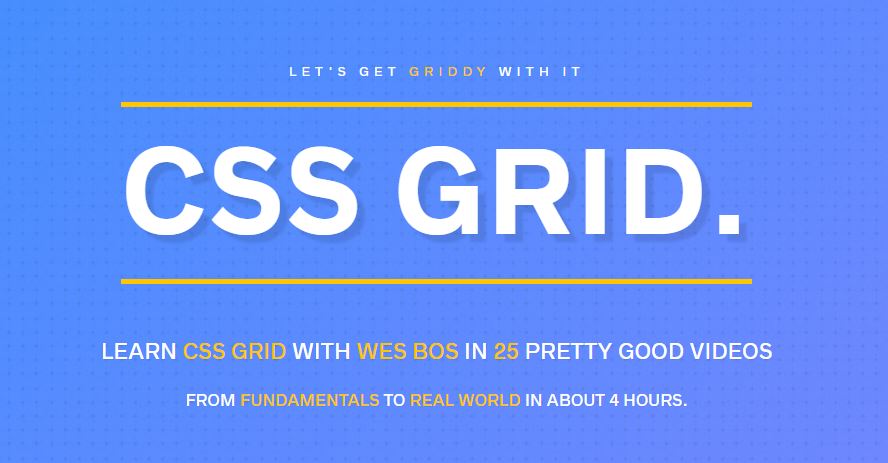 LET'S GET GRIDDY WITH IT
CSS GRID.
LEARN CSS GRID WITH WES BOS IN 25 PRETTY GOOD VIDEOS
FROM FUNDAMENTALS TO REAL WORLD IN ABOUT 4 HOURS.